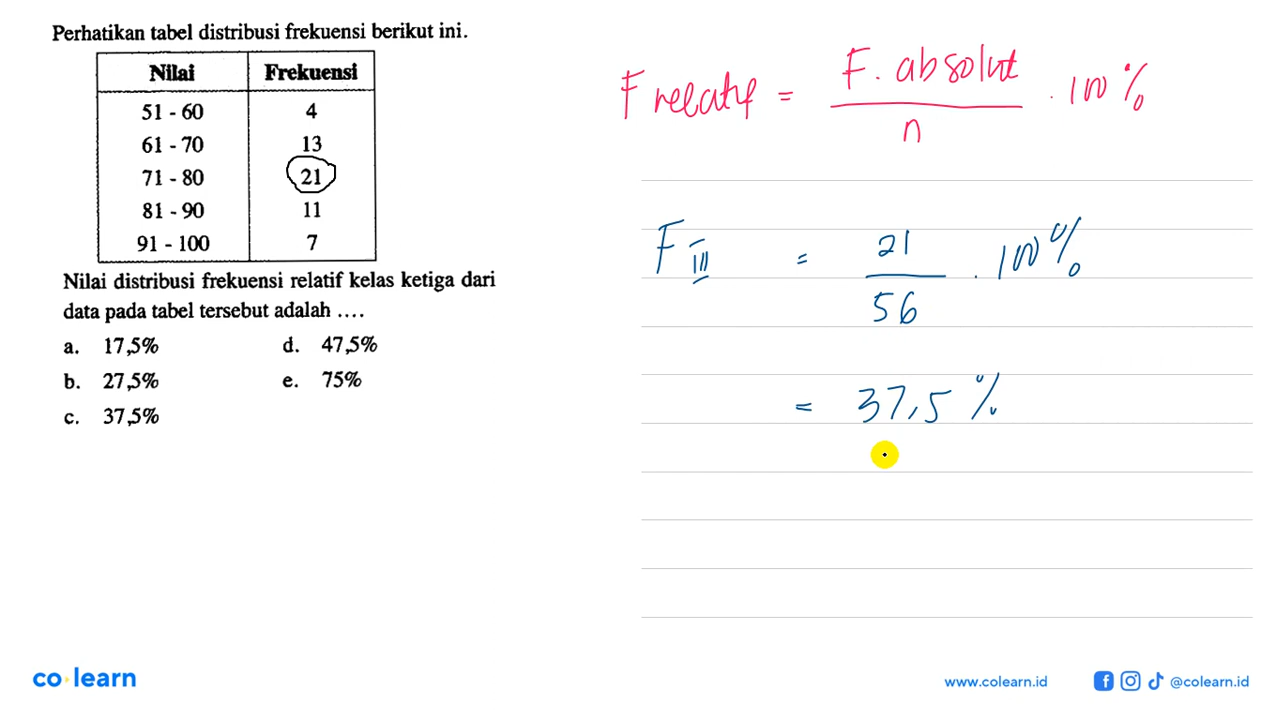 Perhatikan tabel distribusi frekuensi berikut ini.
Nilai Frekuensi
51 - 60 4
61 - 70 13
71 - 80 21
81 - 90 11
91 - 100 7
Nilai distribusi frekuensi relatif kelas ketiga dari
data pada tabel tersebut adalah ....
a. 17,5% d. 47,5%
b. 27,5% e. 75%
c. 37,5%
F relatif = F. absolut / n . 100%
F III = 21 / 56 . 100%
= 37,5 %
co learn
www.colearn.id @colearn.id